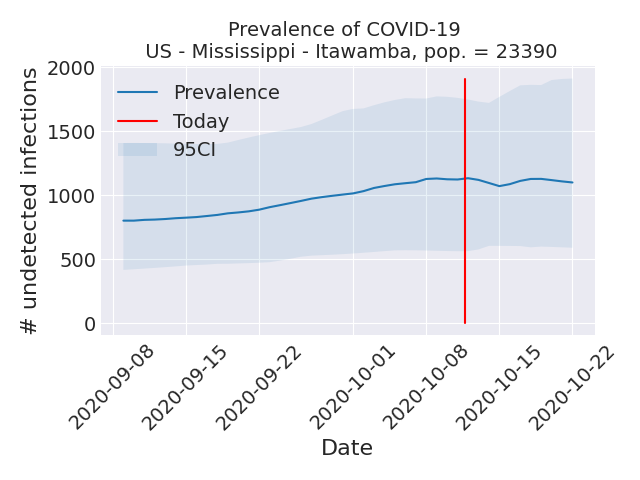 Prevalence of COVID-19
US - Mississippi - Itawamba, pop. = 23390
# undetected infections
2000
1500
1000
500
0
Prevalence
Today
95CI
2020-09-08
2020-09-15
2020-09-22
2020-10-01
2020-10-08
2020-10-15
2020-10-22
Date